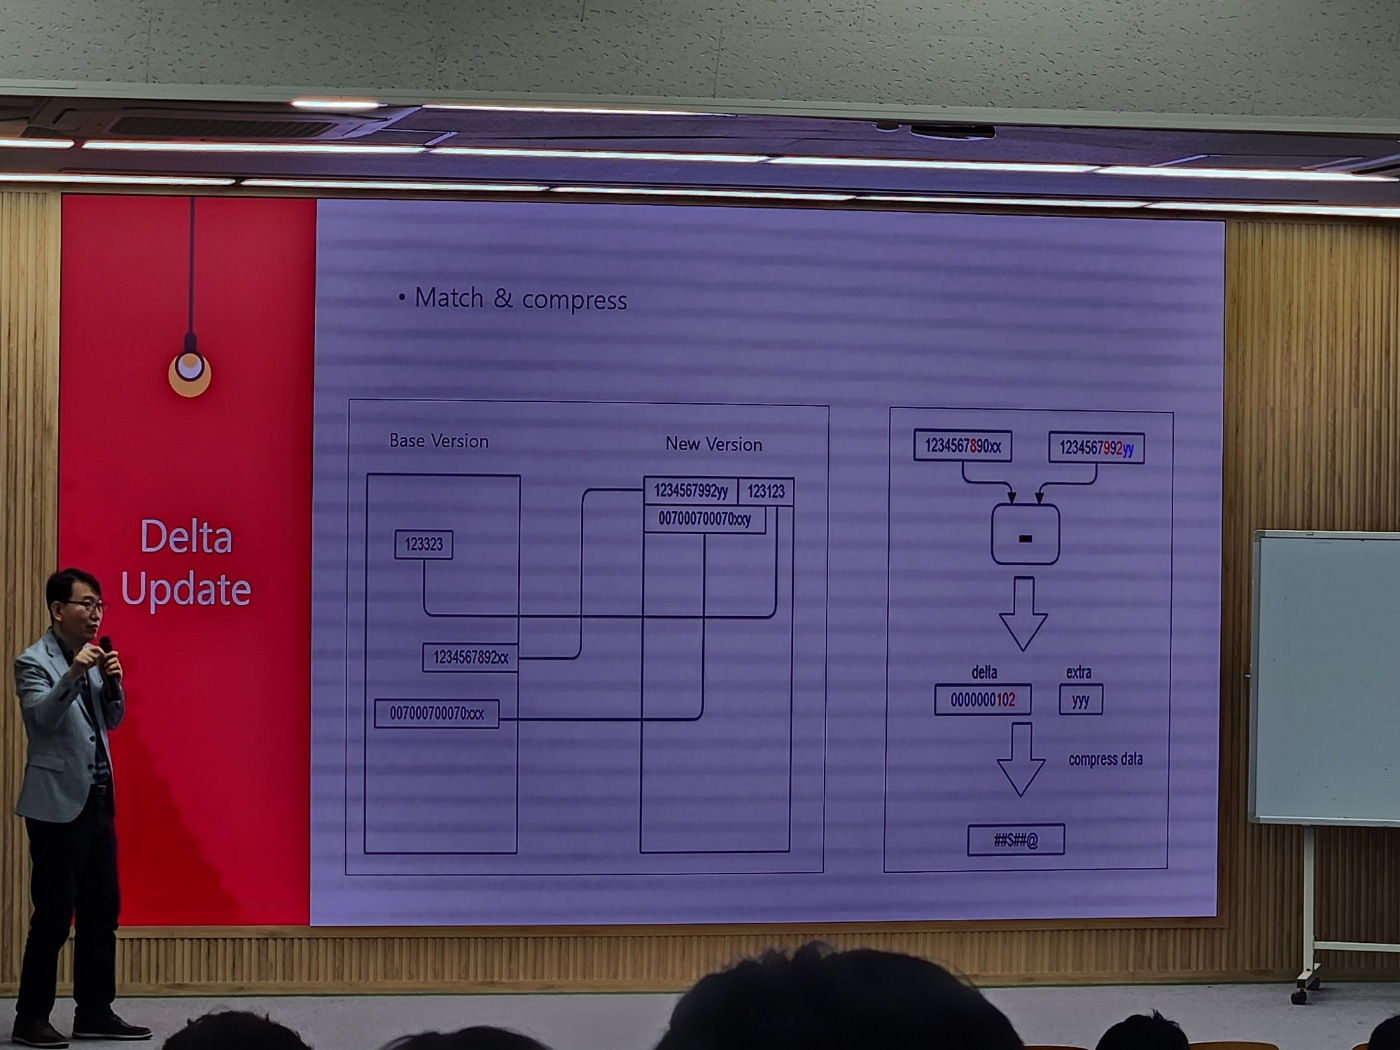 Delta
Update
• Match & compress
Base Version
New Version
1234567992yy 123123
007000700070xxy
123323
1234567892xx
007000700070xxx
1234567890xx
1234567992yy
-
delta
extra
0000000102
yyy
compress data
##S##@